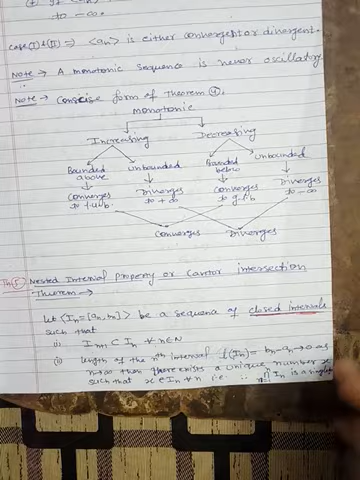 to -∞.
Case (I) & (II) ⇒ <an> is either convergent or divergent.
Note → A monotonic sequence is never oscillatory
Note → Concise form of Theorem 4.
monotonic
Increasing Decreasing
Bounded above unbounded Bounded below unbounded
Converges to l.u.b. Diverges to +∞ Converges to g.l.b Diverges to -∞
Converges Diverges
Th 5 Nested Interval property or Cantor intersection
Theorem →
Let <In = [an, bn]> be a sequence of closed intervals
such that
(i) In+1 ⊂ In ∀ n∈N
(ii) length of the nth interval l(In) = bn-an → 0 as
n→∞ then there exists a unique number x
such that x∈In ∀n i.e. ∩ In is a